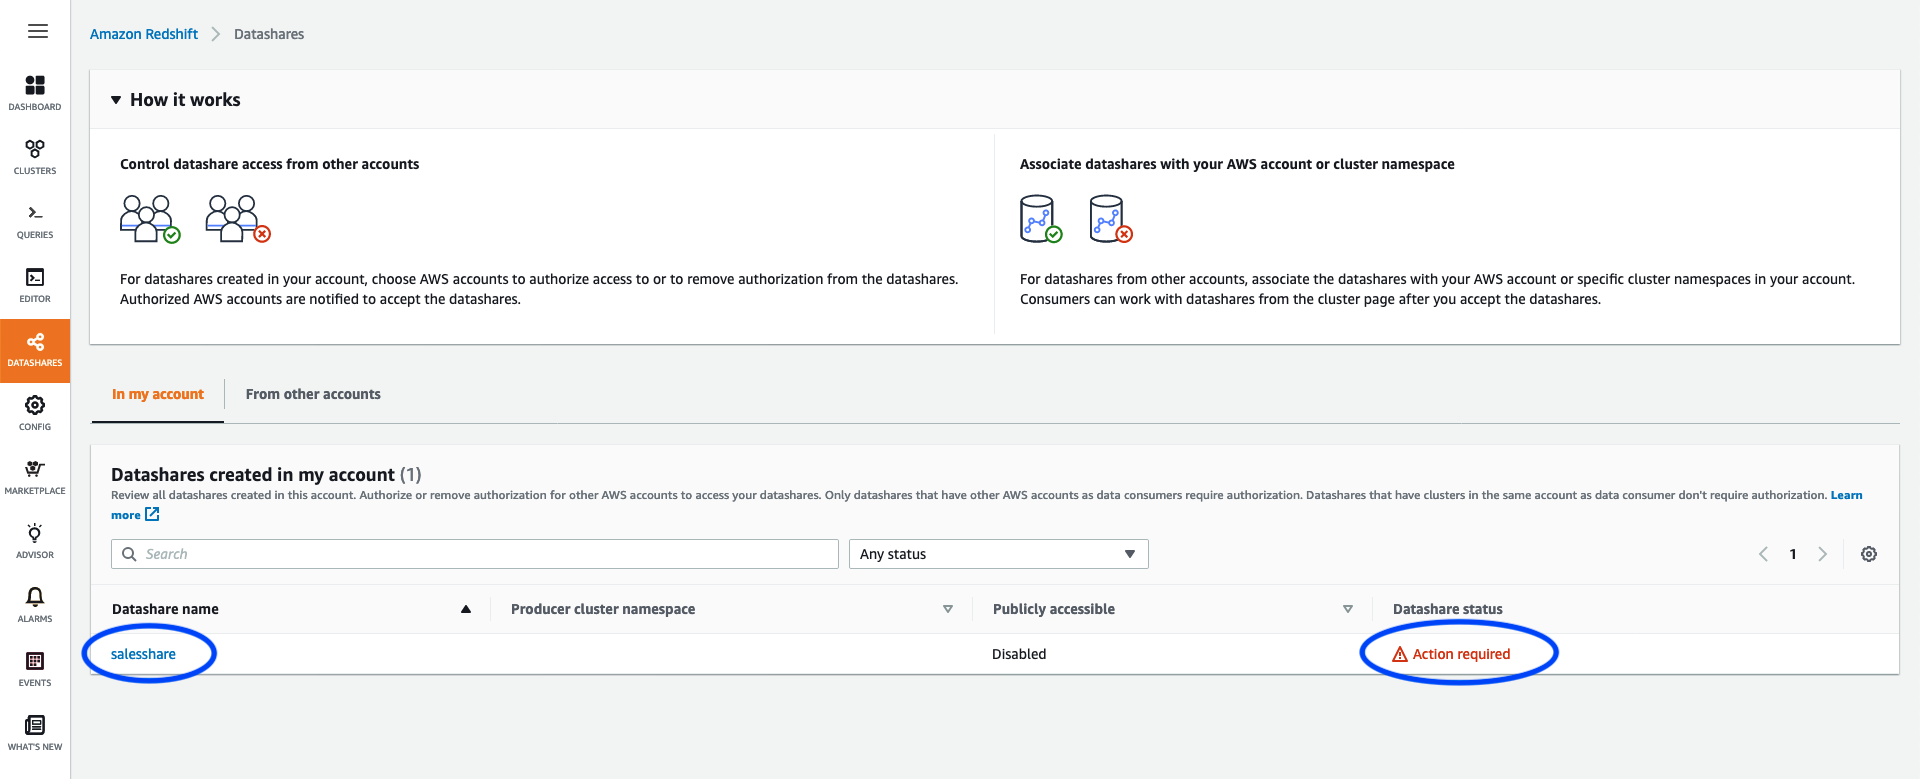 Amazon Redshift > Datashares
DASHBOARD
CLUSTERS
QUERIES
EDITOR
DATASHARES
CONFIG
MARKETPLACE
ADVISOR
ALARMS
EVENTS
WHAT'S NEW
How it works
Control datashare access from other accounts
For datashares created in your account, choose AWS accounts to authorize access to or to remove authorization from the datashares.
Authorized AWS accounts are notified to accept the datashares.
Associate datashares with your AWS account or cluster namespace
For datashares from other accounts, associate the datashares with your AWS account or specific cluster namespaces in your account.
Consumers can work with datashares from the cluster page after you accept the datashares.
In my account
From other accounts
Datashares created in my account (1)
Review all datashares created in this account. Authorize or remove authorization for other AWS accounts to access your datashares. Only datashares that have other AWS accounts as data consumers require authorization. Datashares that have clusters in the same account as data consumer don't require authorization. Learn
more
Search
Any status
1
Datashare name
Producer cluster namespace
Publicly accessible
Datashare status
salesshare
Disabled
Action required